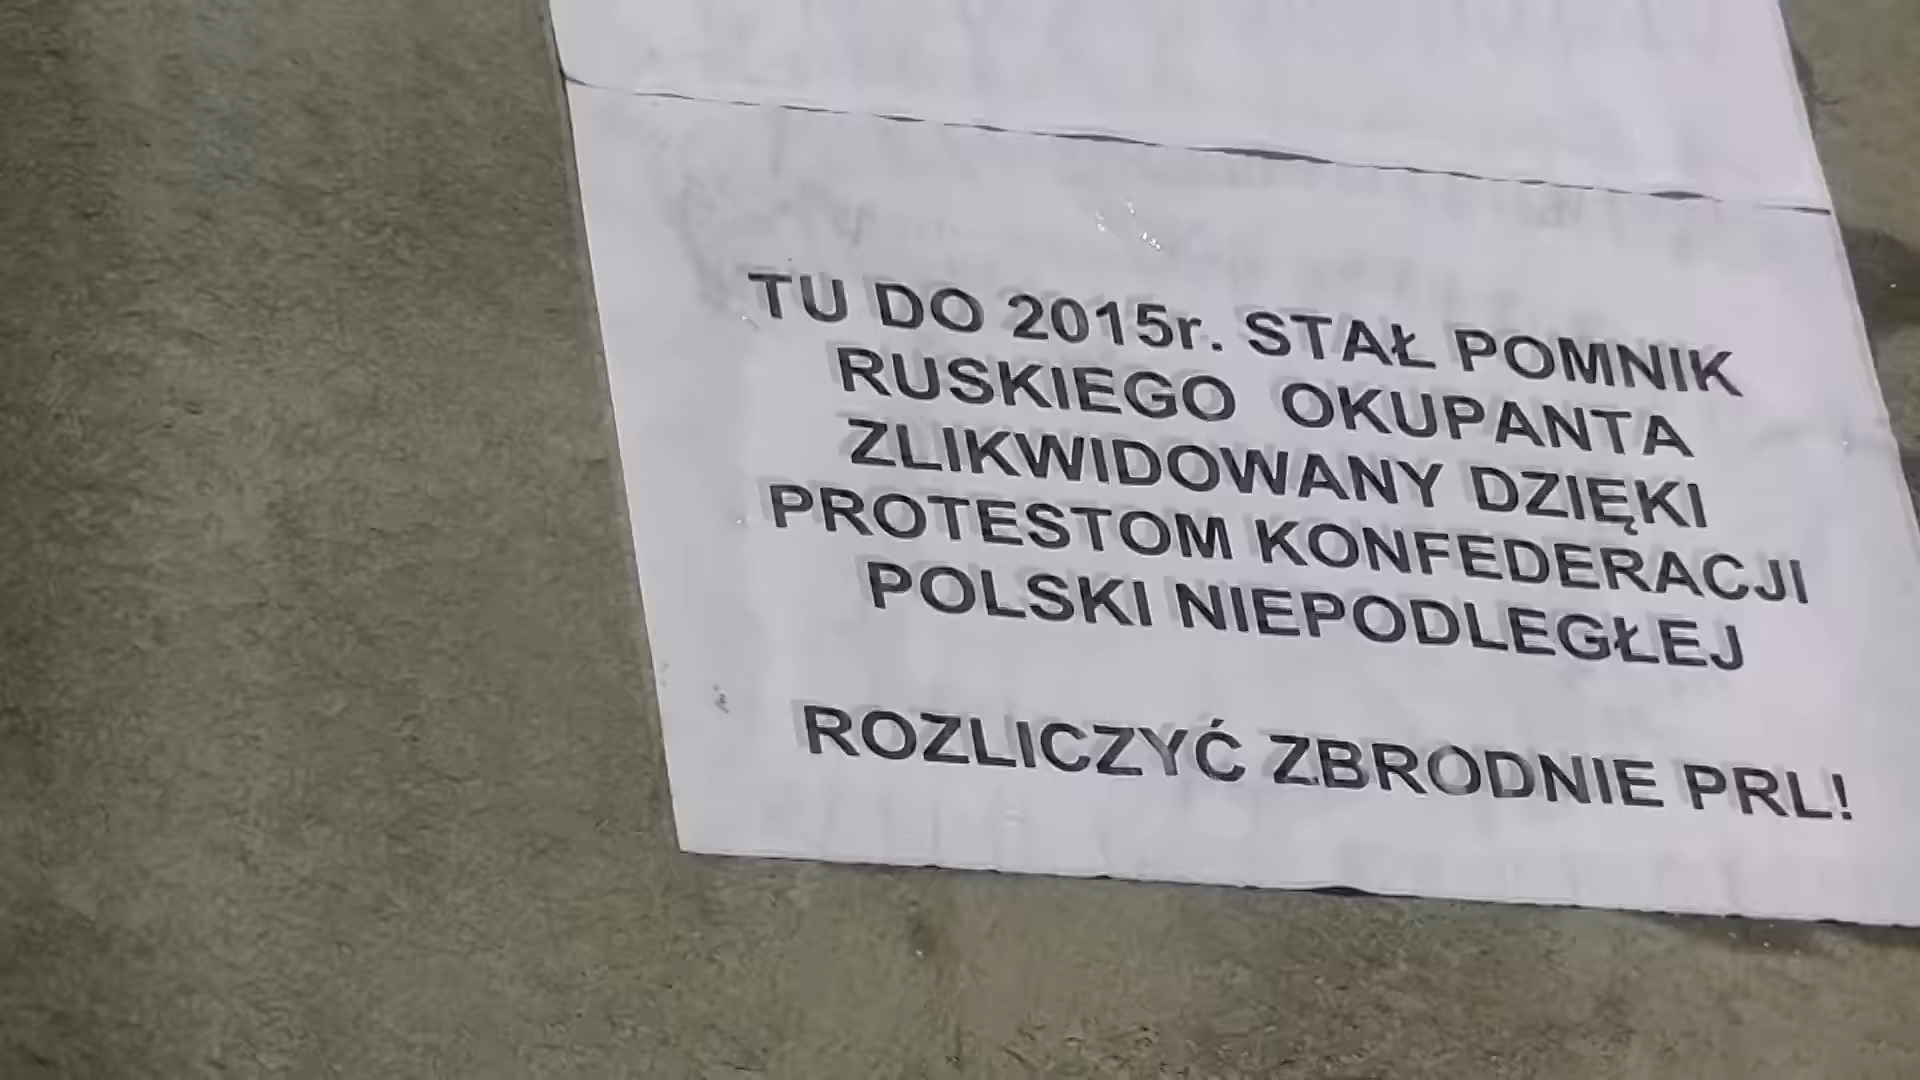 TU DO 2015r. STAŁ POMNIK
RUSKIEGO OKUPANTA
ZLIKWIDOWANY DZIĘKI
PROTESTOM KONFEDERACJI
POLSKI NIEPODLEGŁEJ
ROZLICZYĆ ZBRODNIE PRL!